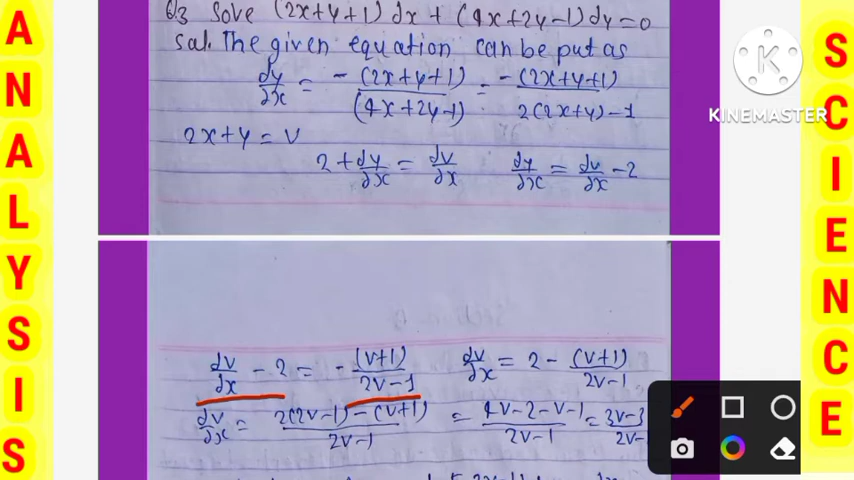 Q3 Solve (2x+y+1) dx + (4x+2y-1) dy = 0
Sol. The given equation can be put as
dy/dx = -(2x+y+1)/(4x+2y-1) = -(2x+y+1)/2(2x+y)-1
2x+y = v
2 + dy/dx = dv/dx dy/dx = dv/dx - 2
dv/dx - 2 = -(v+1)/2v-1 dv/dx = 2 - (v+1)/2v-1
dv/dx = 2(2v-1) - (v+1)/2v-1 = 4v-2-v-1/2v-1 = 3v-3/2v-
ANALYSIS
SCIENCE
KINEMASTER